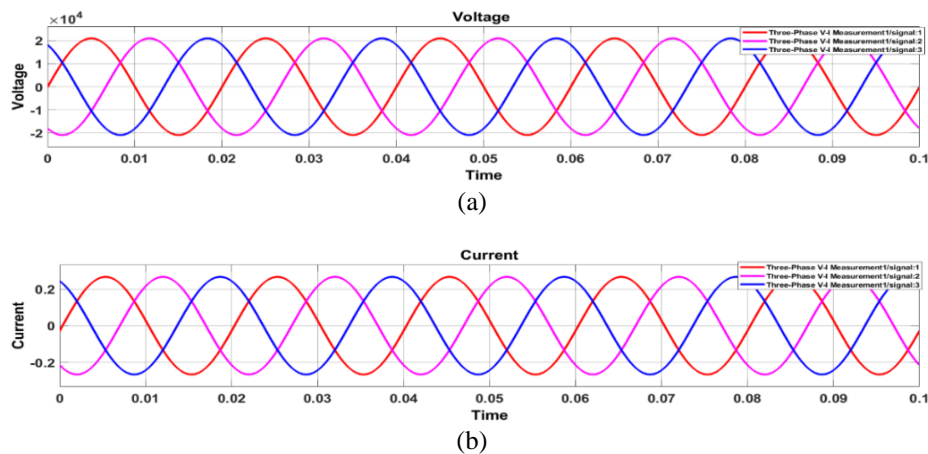 Voltage
×10⁴
Three-Phase V-I Measurement1/signal:1
Three-Phase V-I Measurement1/signal:2
Three-Phase V-I Measurement1/signal:3
2
1
0
-1
-2
Voltage
0 0.01 0.02 0.03 0.04 0.05 0.06 0.07 0.08 0.09 0.1
Time
(a)
Current
Three-Phase V-I Measurement1/signal:1
Three-Phase V-I Measurement1/signal:2
Three-Phase V-I Measurement1/signal:3
0.2
0
-0.2
Current
0 0.01 0.02 0.03 0.04 0.05 0.06 0.07 0.08 0.09 0.1
Time
(b)